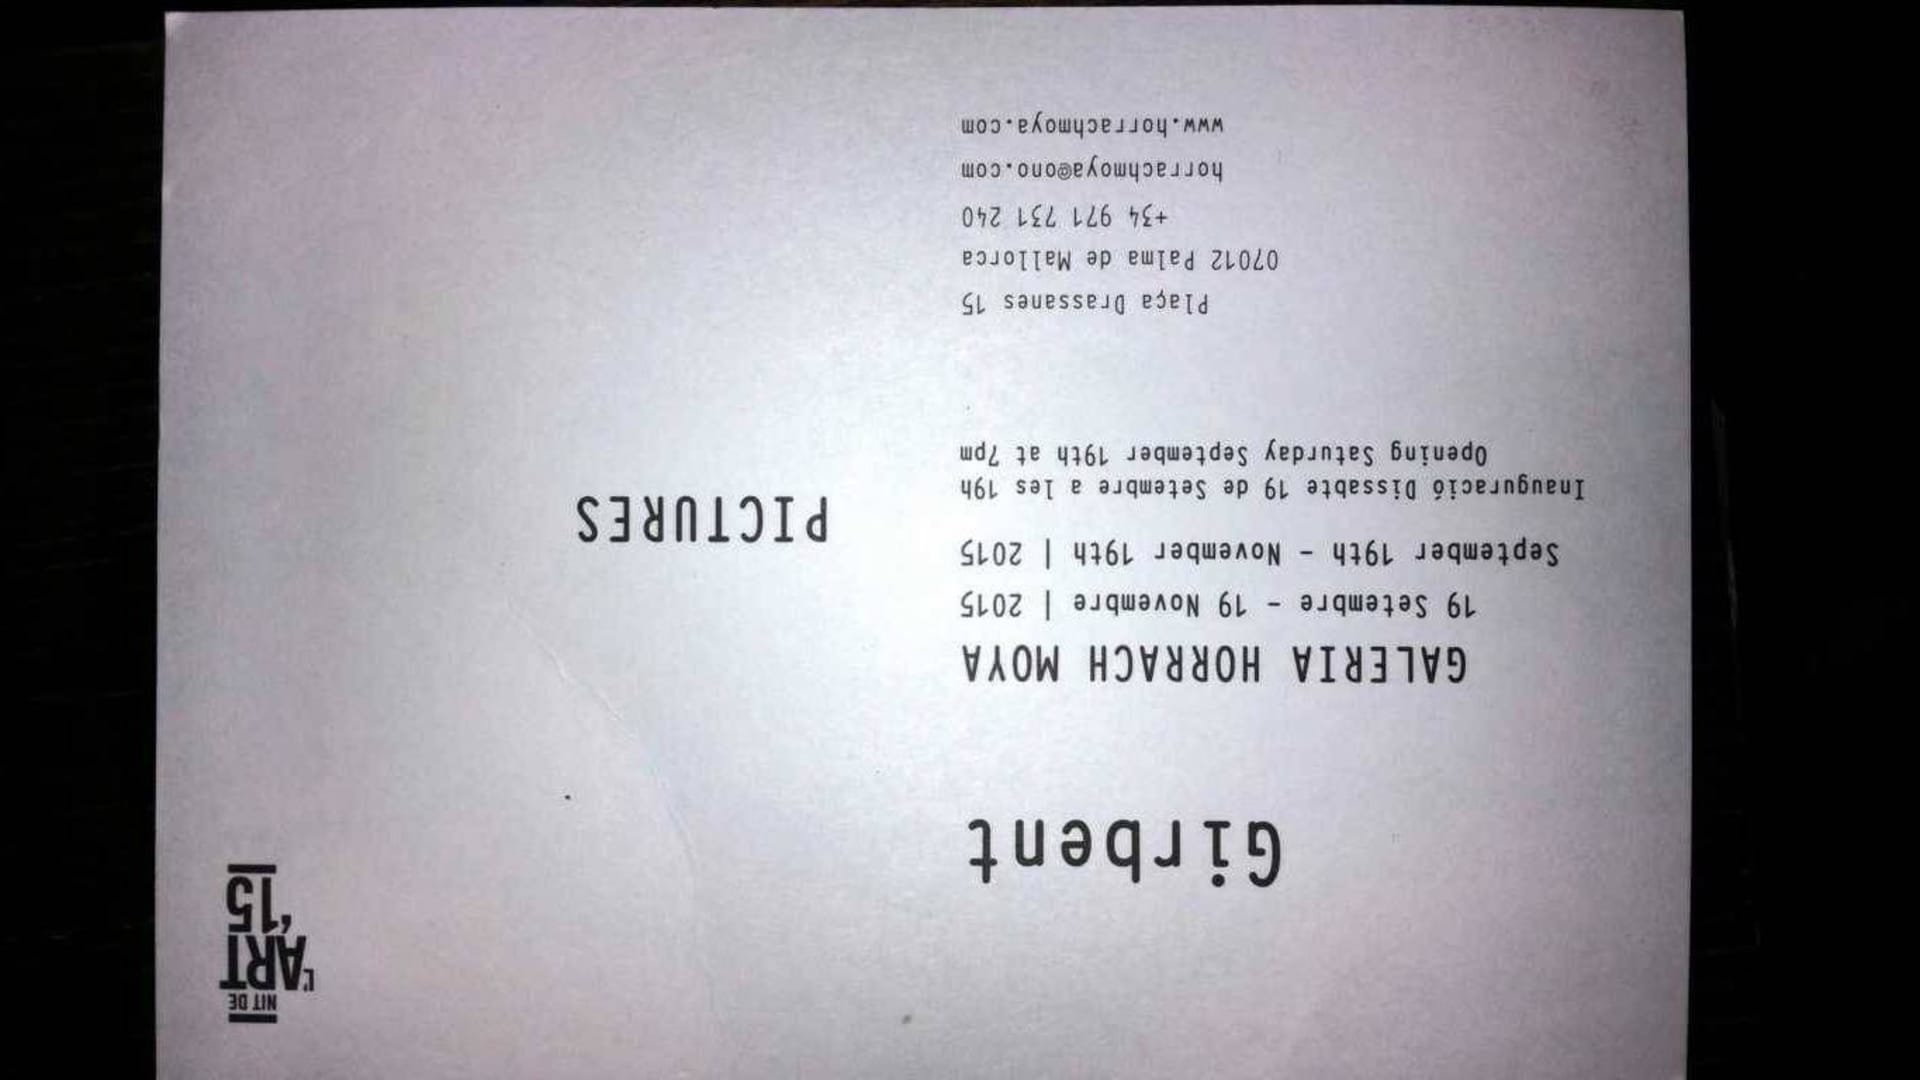 NIT DE
L'ART
'15
Girbent
GALERIA HORRACH MOYA
19 Setembre - 19 Novembre | 2015
September 19th - November 19th | 2015
PICTURES
Inauguració Dissabte 19 de Setembre a les 19h
Opening Saturday September 19th at 7pm
Plaça Drassanes 15
07012 Palma de Mallorca
+34 971 731 240
horrachmoya@ono.com
www.horrachmoya.com